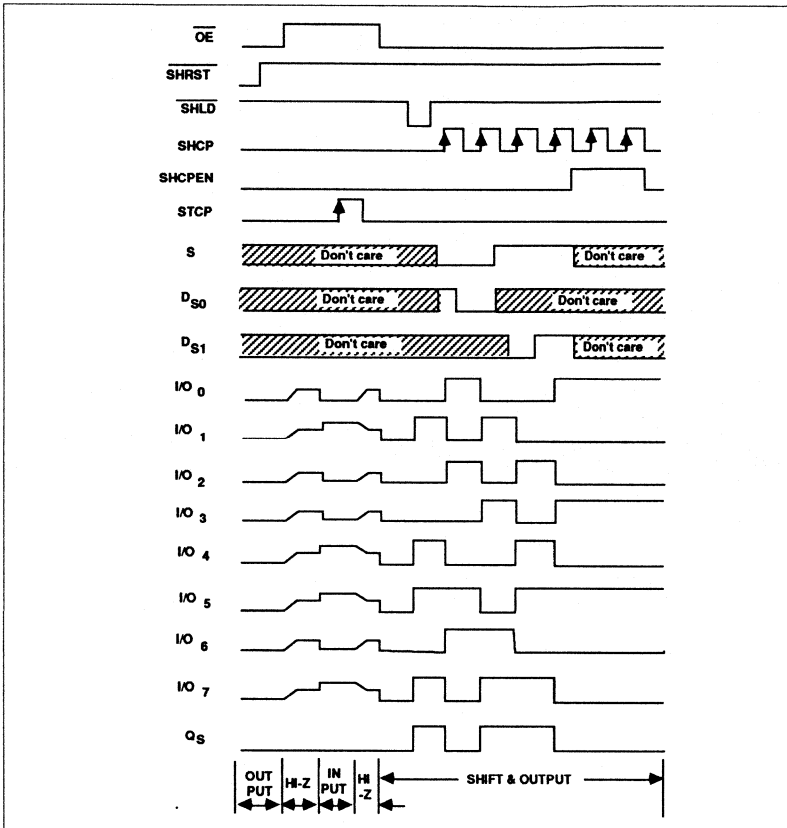 OE
SHRST
SHLD
SHCP
SHCPEN
STCP
S
Don't care
Don't care
DS0
Don't care
Don't care
DS1
Don't care
Don't care
I/O 0
I/O 1
I/O 2
I/O 3
I/O 4
I/O 5
I/O 6
I/O 7
QS
OUT
PUT
HI-Z
IN
PUT
HI
-Z
SHIFT & OUTPUT